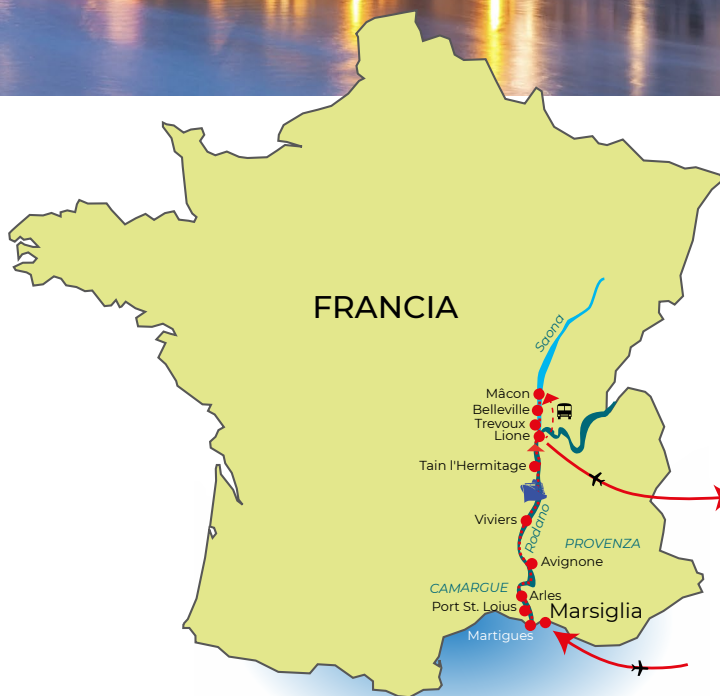 FRANCIA
Saona
Mâcon
Belleville
Trevoux
Lione
Tain l'Hermitage
Viviers
Rodano
PROVENZA
Avignone
CAMARGUE
Arles
Port St. Loius
Marsiglia
Martigues